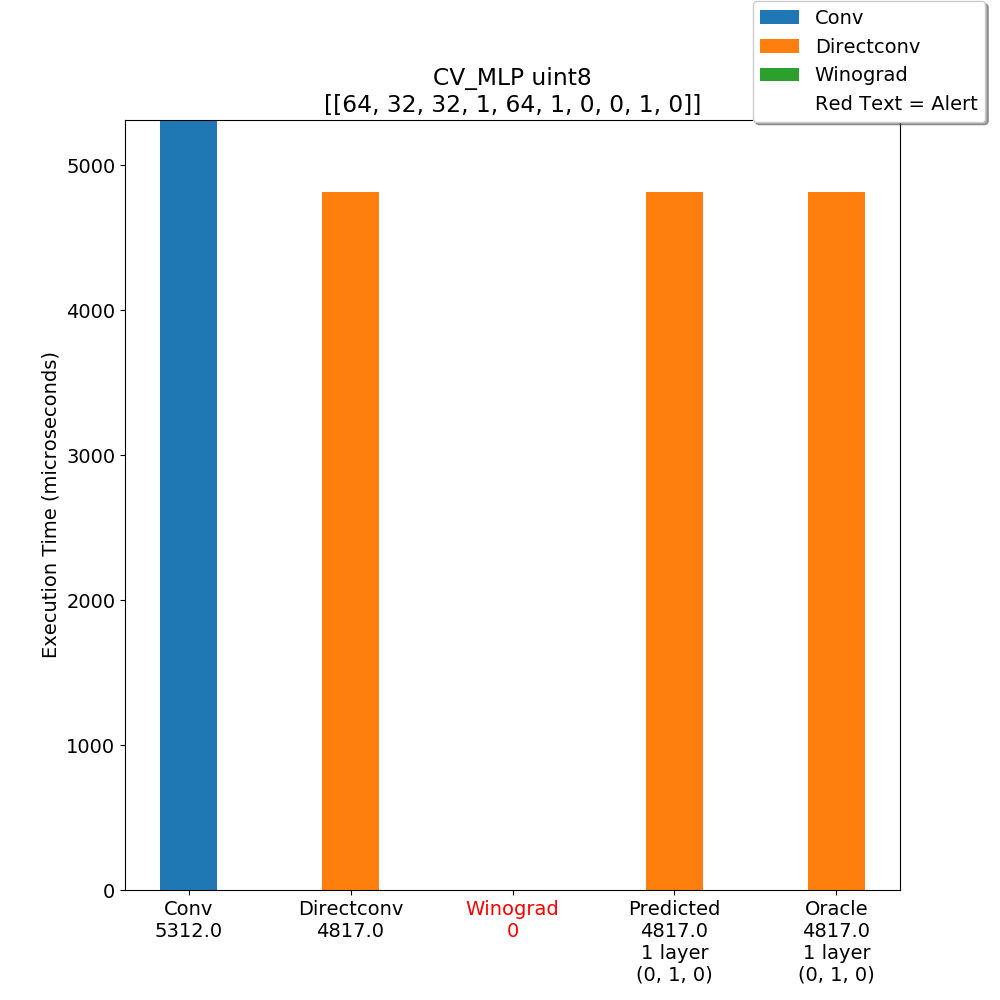 Conv
Directconv
Winograd
Red Text = Alert
CV_MLP uint8
[[64, 32, 32, 1, 64, 1, 0, 0, 1, 0]]
Execution Time (microseconds)
5000
4000
3000
2000
1000
0
Conv
5312.0
Directconv
4817.0
Winograd
0
Predicted
4817.0
1 layer
(0, 1, 0)
Oracle
4817.0
1 layer
(0, 1, 0)